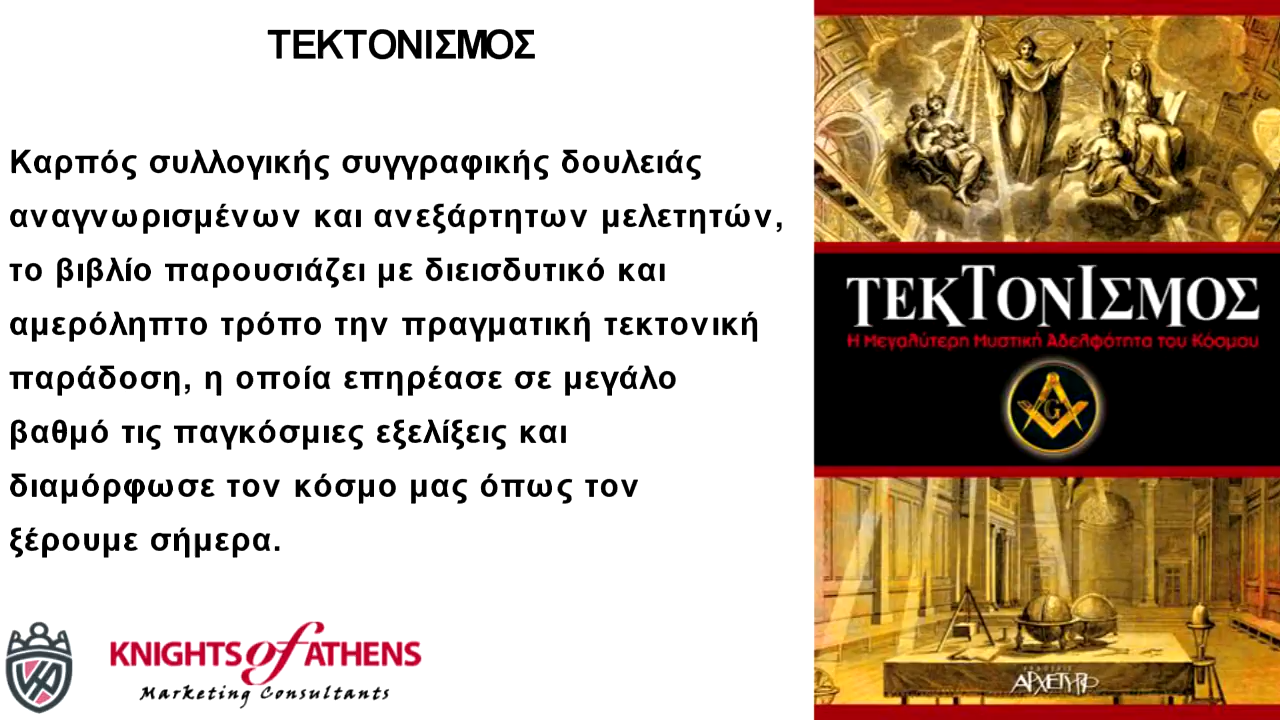 ΤΕΚΤΟΝΙΣΜΟΣ
Καρπός συλλογικής συγγραφικής δουλειάς
αναγνωρισμένων και ανεξάρτητων μελετητών,
το βιβλίο παρουσιάζει με διεισδυτικό και
αμερόληπτο τρόπο την πραγματική τεκτονική
παράδοση, η οποία επηρέασε σε μεγάλο
βαθμό τις παγκόσμιες εξελίξεις και
διαμόρφωσε τον κόσμο μας όπως τον
ξέρουμε σήμερα.
KNIGHTS of ATHENS
Marketing Consultants
ΤΕΚΤΟΝΙΣΜΟΣ
Η Μεγαλύτερη Μυστική Αδελφότητα του Κόσμου
G
ΕΚΔΟΣΕΙΣ
ΑΡΧΕΤΥΠΟ